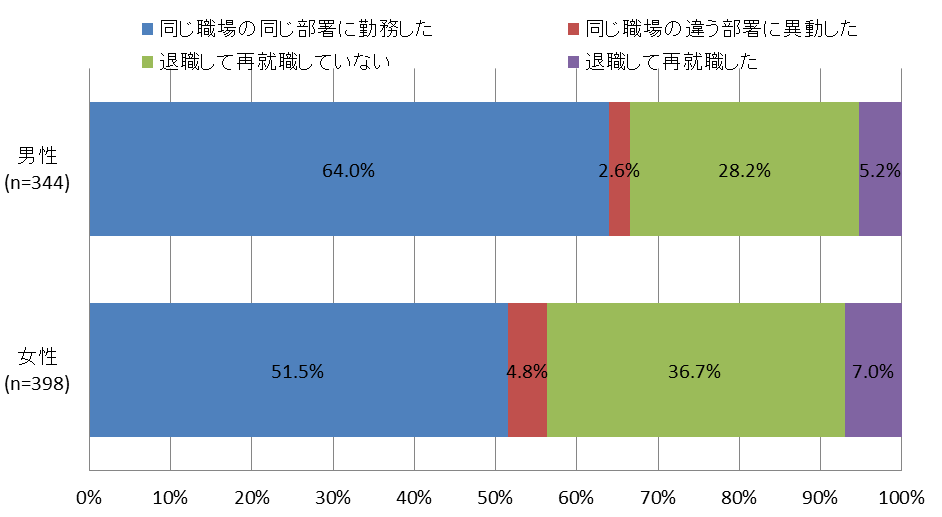 同じ職場の同じ部署に勤務した
同じ職場の違う部署に異動した
退職して再就職していない
退職して再就職した
男性
(n=344)
64.0%
2.6%
28.2%
5.2%
女性
(n=398)
51.5%
4.8%
36.7%
7.0%
0%
10%
20%
30%
40%
50%
60%
70%
80%
90%
100%